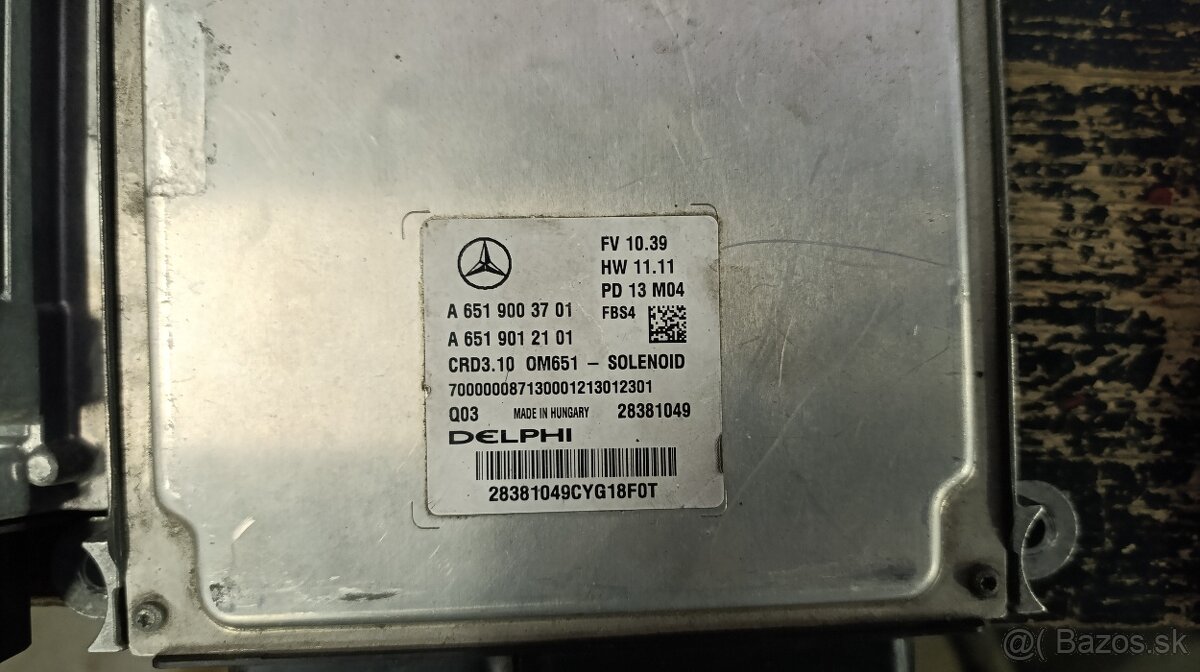 FV 10.39
HW 11.11
PD 13 M04
A 651 900 37 01
FBS4
A 651 901 21 01
CRD3.10 OM651 – SOLENOID
7000000087130001213012301
Q03 MADE IN HUNGARY 28381049
DELPHI
28381049CYG18F0T
@( Bazos.sk